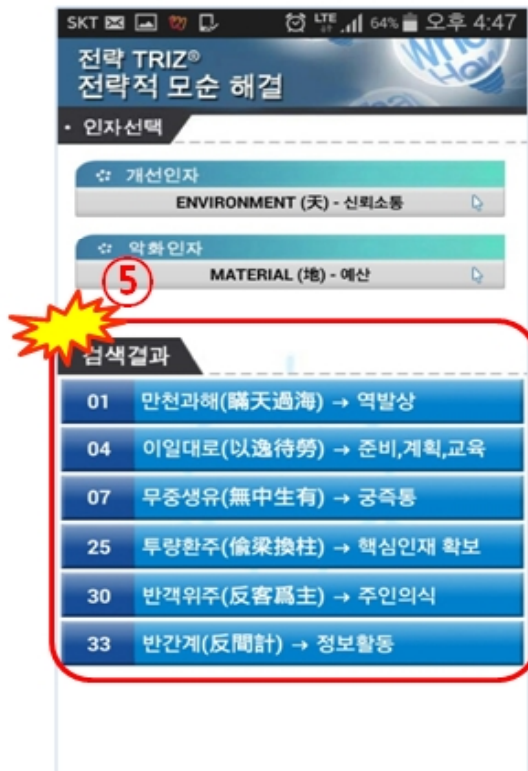 SKT LTE 64% 오후 4:47
전략 TRIZ®
전략적 모순 해결
• 인자선택
개선인자
ENVIRONMENT (天) - 신뢰소통
악화인자
⑤
MATERIAL (地) - 예산
검색결과
01 만천과해(瞞天過海) → 역발상
04 이일대로(以逸待勞) → 준비,계획,교육
07 무중생유(無中生有) → 궁즉통
25 투량환주(偷梁換柱) → 핵심인재 확보
30 반객위주(反客爲主) → 주인의식
33 반간계(反間計) → 정보활동